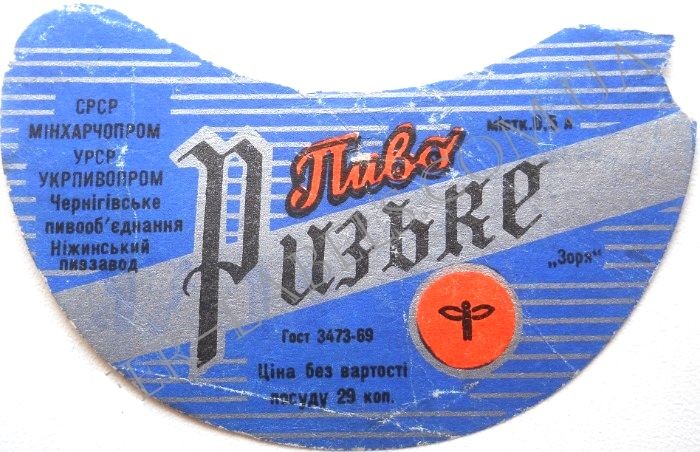 СРСР
МІНХАРЧОПРОМ
УРСР
УКРПИВОПРОМ
Чернігівське
пивооб'єднання
Ніжинський
пивзавод
Пиво
Ризьке
містк. 0,5 л
„Зоря"
Гост 3473-69
Ціна без вартості
посуду 29 коп.